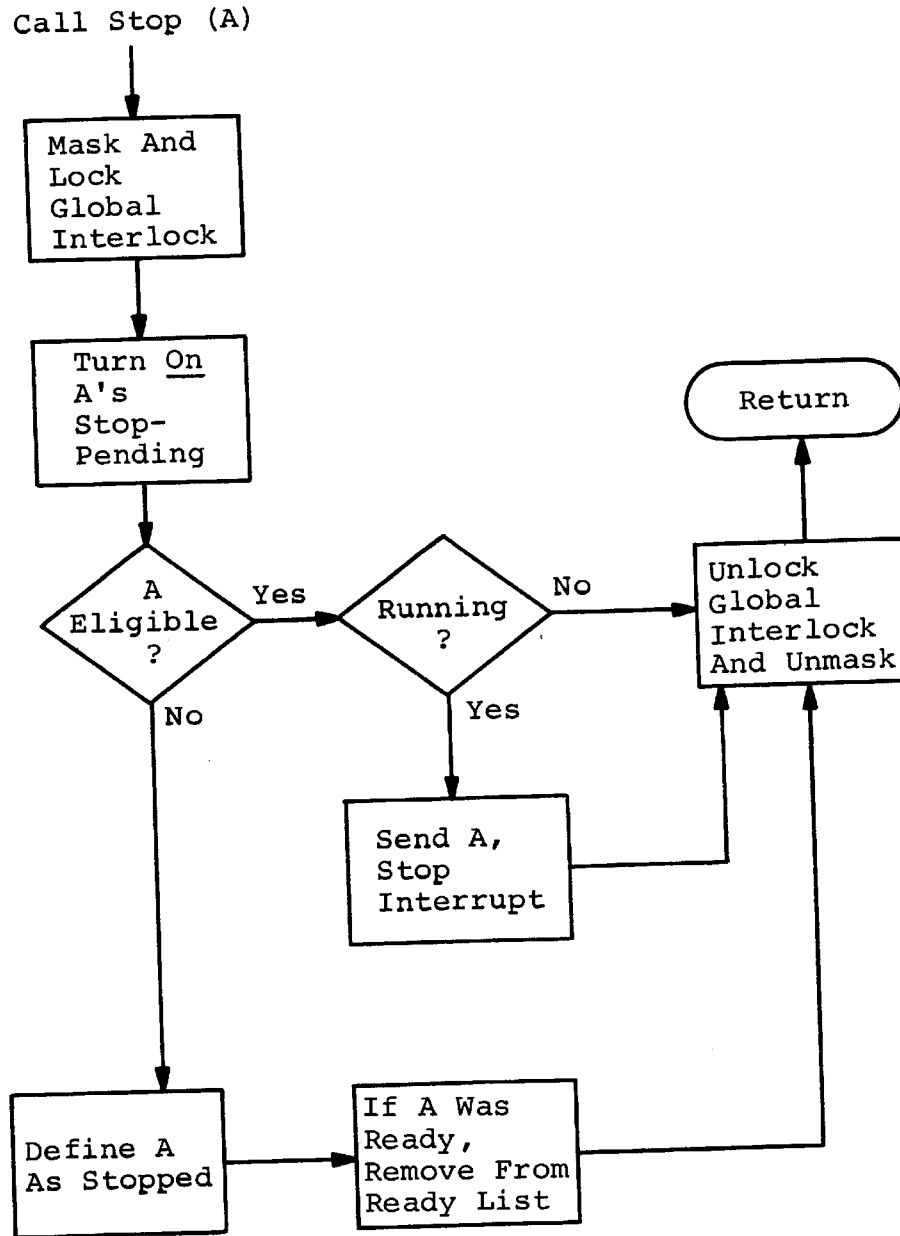 Call Stop (A)
Mask And
Lock
Global
Interlock
Turn On
A's
Stop-
Pending
A
Eligible
?
Yes
No
Running
?
No
Yes
Send A,
Stop
Interrupt
Return
Unlock
Global
Interlock
And Unmask
Define A
As Stopped
If A Was
Ready,
Remove From
Ready List